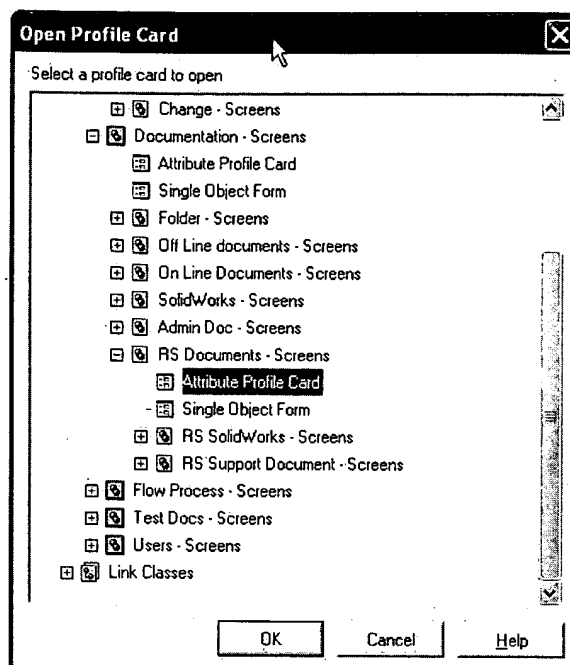 Open Profile Card
Select a profile card to open
Change - Screens
Documentation - Screens
Attribute Profile Card
Single Object Form
Folder - Screens
Off Line documents - Screens
On Line Documents - Screens
SolidWorks - Screens
Admin Doc - Screens
RS Documents - Screens
Attribute Profile Card
Single Object Form
RS SolidWorks - Screens
RS Support Document - Screens
Flow Process - Screens
Test Docs - Screens
Users - Screens
Link Classes
OK Cancel Help